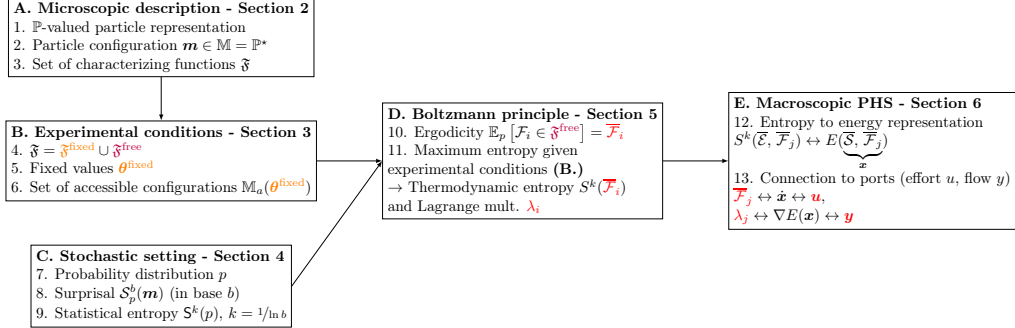 A. Microscopic description - Section 2
1. ℙ-valued particle representation
2. Particle configuration 𝒎 ∈ 𝕄 = ℙ⋆
3. Set of characterizing functions 𝔉
B. Experimental conditions - Section 3
4. 𝔉 = 𝔉^fixed ∪ 𝔉^free
5. Fixed values 𝜽^fixed
6. Set of accessible configurations 𝕄_a(𝜽^fixed)
C. Stochastic setting - Section 4
7. Probability distribution p
8. Surprisal 𝒮_p^b(𝒎) (in base b)
9. Statistical entropy S^k(p), k = 1/ln b
D. Boltzmann principle - Section 5
10. Ergodicity 𝔼_p [ℱ_i ∈ 𝔉^free] = ℱ̅_i
11. Maximum entropy given
experimental conditions (B.)
→ Thermodynamic entropy S^k(ℱ̅_i)
and Lagrange mult. λ_i
E. Macroscopic PHS - Section 6
12. Entropy to energy representation
S^k(ℰ̅, ℱ̅_j) ↔ E(𝒮̅, ℱ̅_j)
𝒙
13. Connection to ports (effort u, flow y)
ℱ̅_j ↔ 𝒙̇ ↔ 𝒖,
λ_j ↔ ∇E(𝒙) ↔ 𝒚